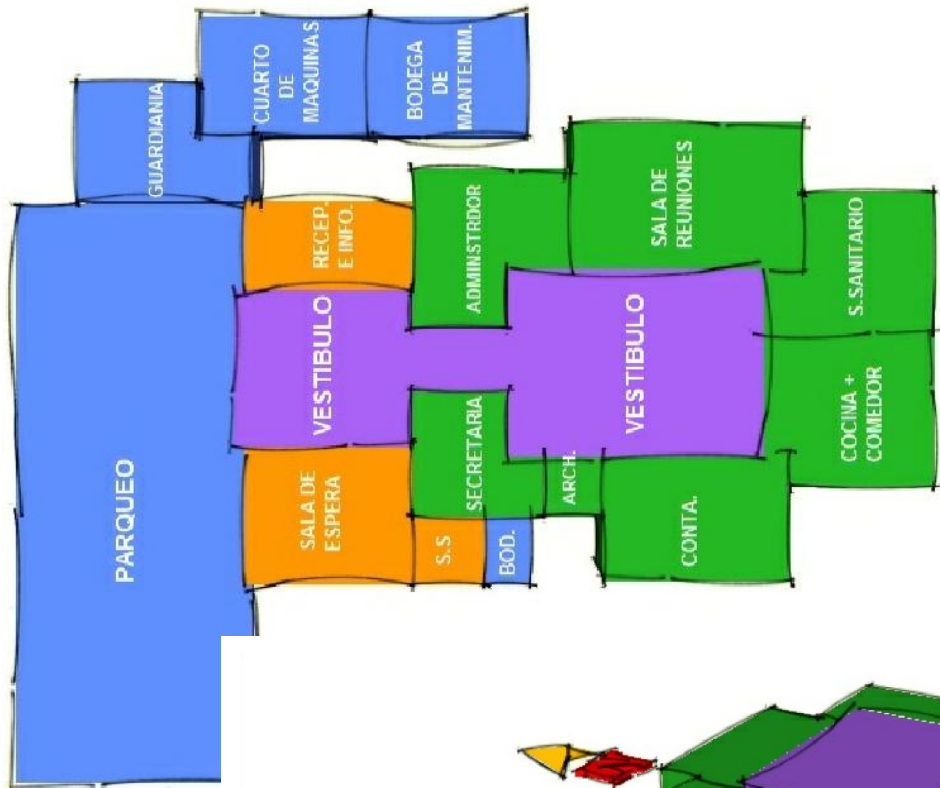 CUARTO
DE
MAQUINAS
BODEGA
DE
MANTENIM.
GUARDIANIA
RECEP.
E INFO.
ADMINSTRDOR
SALA DE
REUNIONES
S.SANITARIO
VESTIBULO
VESTIBULO
PARQUEO
SALA DE
ESPERA
SECRETARIA
ARCH.
COCINA +
COMEDOR
S.S
BOD.
CONTA.